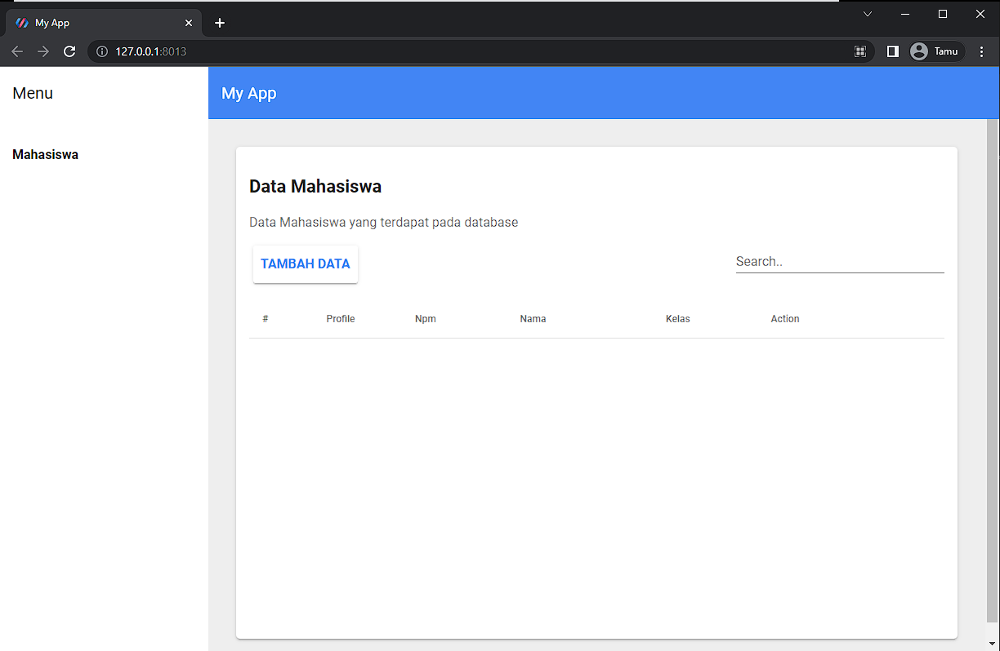 My App
127.0.0.1:8013
Tamu
Menu
My App
Mahasiswa
Data Mahasiswa
Data Mahasiswa yang terdapat pada database
TAMBAH DATA
Search..
# Profile Npm Nama Kelas Action